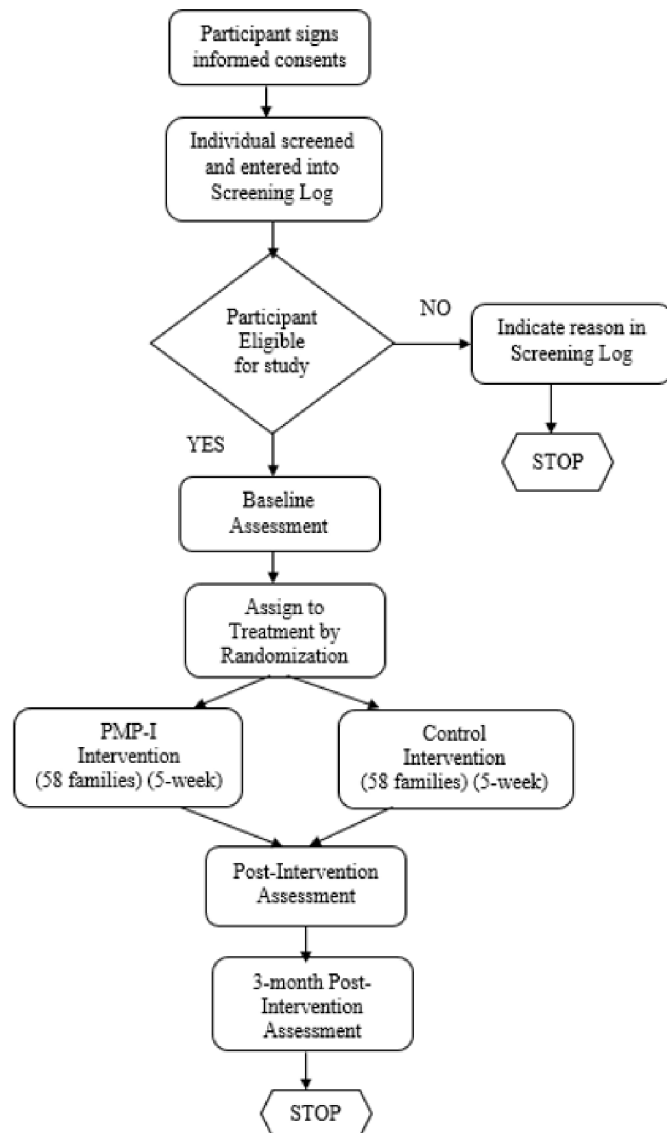 Participant signs
informed consents
Individual screened
and entered into
Screening Log
Participant
Eligible
for study
NO
Indicate reason in
Screening Log
STOP
YES
Baseline
Assessment
Assign to
Treatment by
Randomization
PMP-I
Intervention
(58 families) (5-week)
Control
Intervention
(58 families) (5-week)
Post-Intervention
Assessment
3-month Post-
Intervention
Assessment
STOP